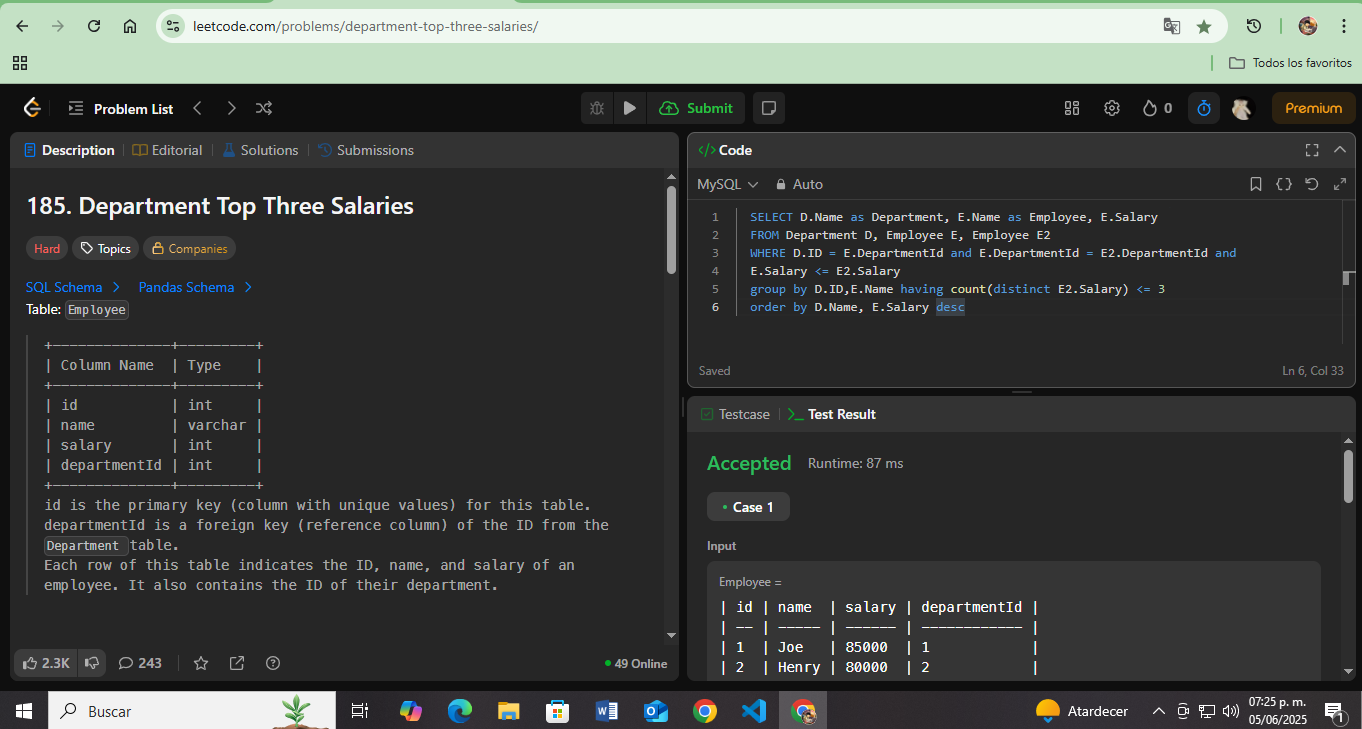 leetcode.com/problems/department-top-three-salaries/
Todos los favoritos
Problem List
Submit
0
Premium
Description
Editorial
Solutions
Submissions
185. Department Top Three Salaries
Hard
Topics
Companies
SQL Schema
Pandas Schema
Table: Employee
+--------------+---------+
| Column Name | Type |
+--------------+---------+
| id | int |
| name | varchar |
| salary | int |
| departmentId | int |
+--------------+---------+
id is the primary key (column with unique values) for this table.
departmentId is a foreign key (reference column) of the ID from the
Department table.
Each row of this table indicates the ID, name, and salary of an
employee. It also contains the ID of their department.
2.3K
243
49 Online
</> Code
MySQL
Auto
1 SELECT D.Name as Department, E.Name as Employee, E.Salary
2 FROM Department D, Employee E, Employee E2
3 WHERE D.ID = E.DepartmentId and E.DepartmentId = E2.DepartmentId and
4 E.Salary <= E2.Salary
5 group by D.ID,E.Name having count(distinct E2.Salary) <= 3
6 order by D.Name, E.Salary desc
Saved
Ln 6, Col 33
Testcase
Test Result
Accepted
Runtime: 87 ms
Case 1
Input
Employee =
| id | name | salary | departmentId |
| -- | ----- | ------ | ------------ |
| 1 | Joe | 85000 | 1 |
| 2 | Henry | 80000 | 2 |
Buscar
Atardecer
07:25 p. m.
05/06/2025
1